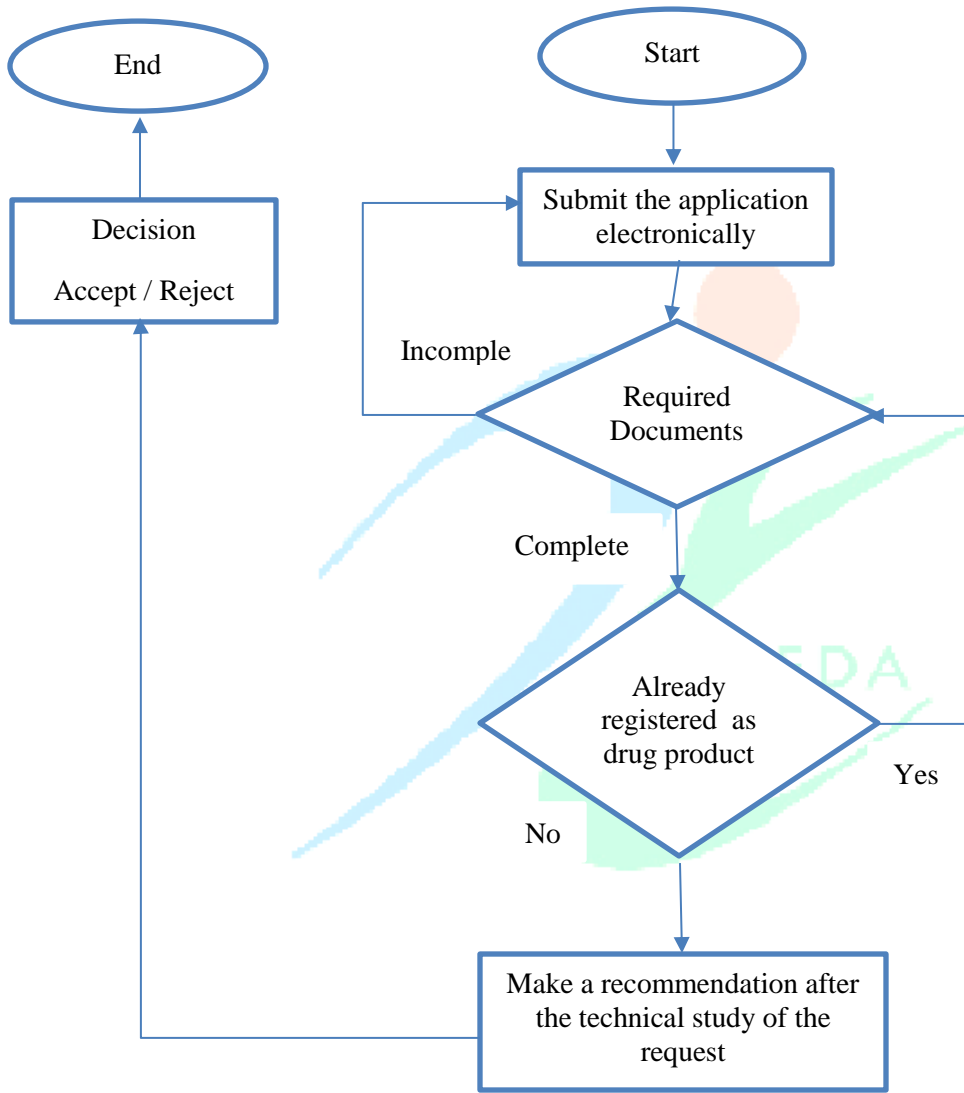 End
Start
Submit the application
electronically
Decision
Accept / Reject
Incomple
Required
Documents
Complete
Already
registered as
drug product
Yes
No
Make a recommendation after
the technical study of the
request